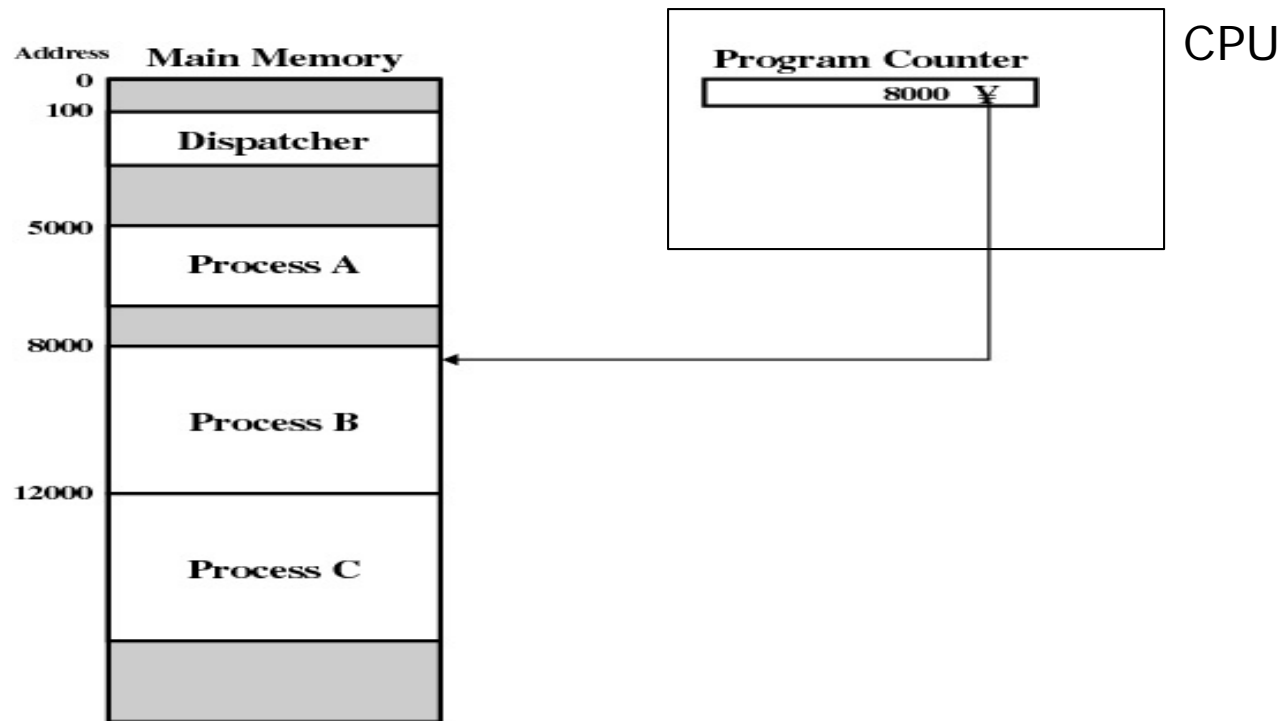 CPU
Address
Main Memory
Program Counter
0
8000 ¥
100
Dispatcher
5000
Process A
8000
Process B
12000
Process C